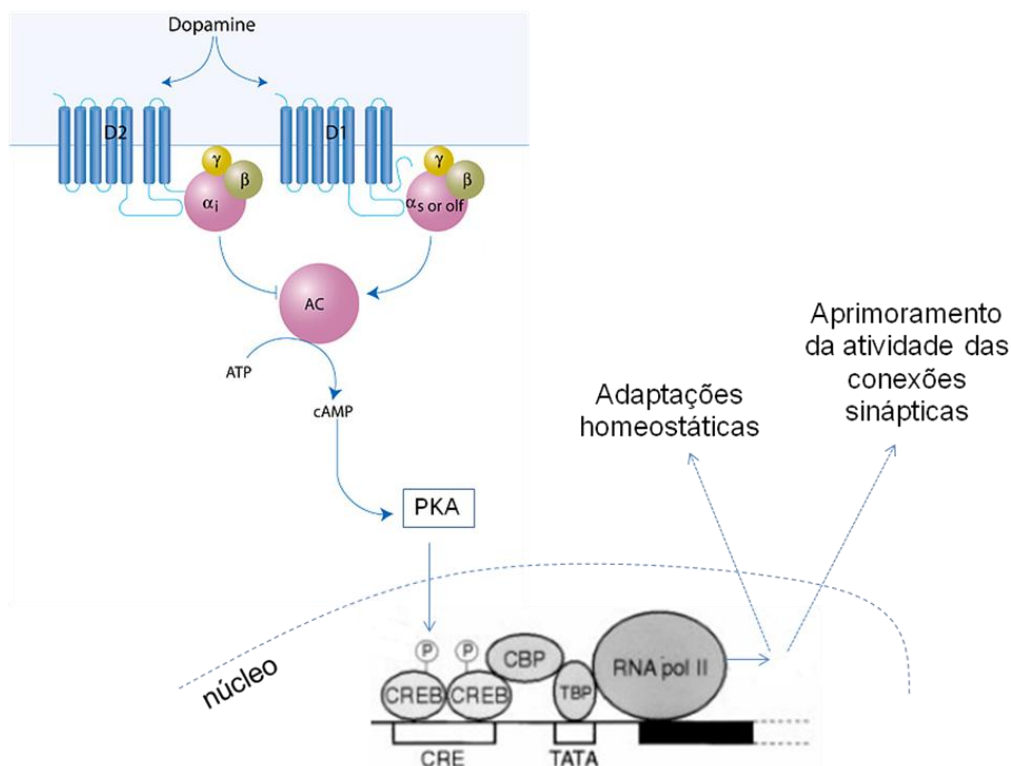 Dopamine
D2
D1
γ
β
αi
γ
β
αs or olf
AC
ATP
cAMP
PKA
Adaptações
homeostáticas
Aprimoramento
da atividade das
conexões
sinápticas
núcleo
P
P
CREB
CREB
CBP
TBP
RNA pol II
CRE
TATA